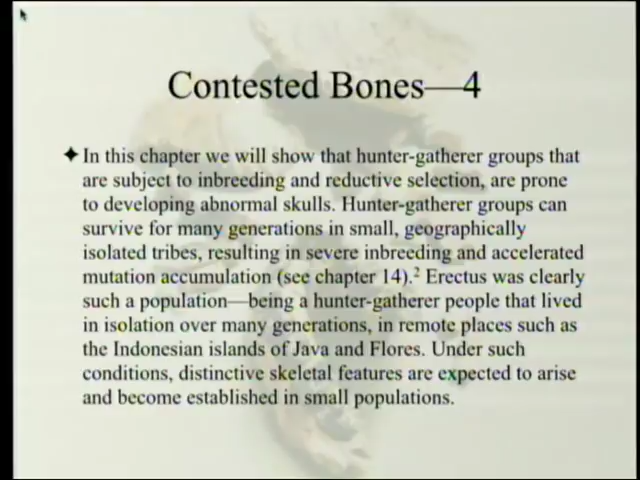 Contested Bones—4
✦ In this chapter we will show that hunter-gatherer groups that
are subject to inbreeding and reductive selection, are prone
to developing abnormal skulls. Hunter-gatherer groups can
survive for many generations in small, geographically
isolated tribes, resulting in severe inbreeding and accelerated
mutation accumulation (see chapter 14).² Erectus was clearly
such a population—being a hunter-gatherer people that lived
in isolation over many generations, in remote places such as
the Indonesian islands of Java and Flores. Under such
conditions, distinctive skeletal features are expected to arise
and become established in small populations.